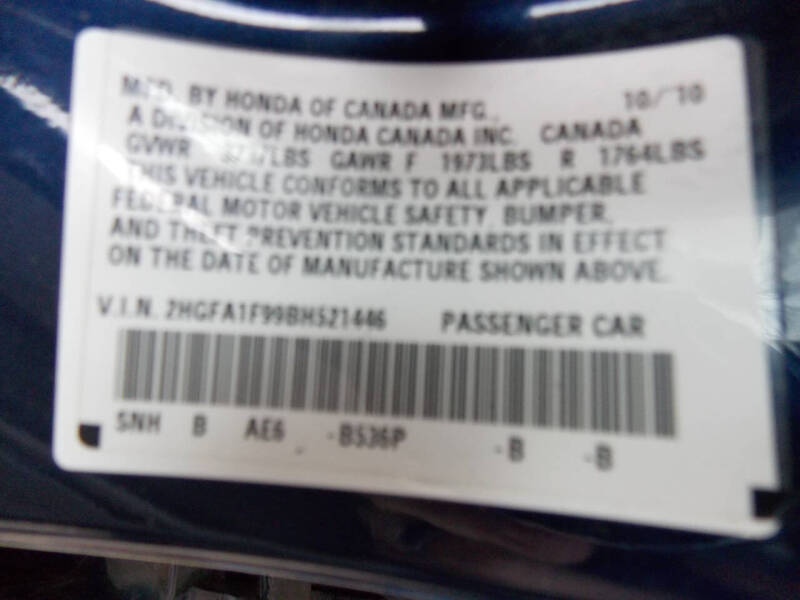 MFD. BY HONDA OF CANADA MFG., 10/'10
A DIVISION OF HONDA CANADA INC. CANADA
GVWR LBS GAWR F 1973LBS R 1764LBS
THIS VEHICLE CONFORMS TO ALL APPLICABLE
FEDERAL MOTOR VEHICLE SAFETY, BUMPER,
AND THEFT PREVENTION STANDARDS IN EFFECT
ON THE DATE OF MANUFACTURE SHOWN ABOVE.
V.I.N. 2HGFA1F99BH521446 PASSENGER CAR
SNH B AE6 -B536P -B -B